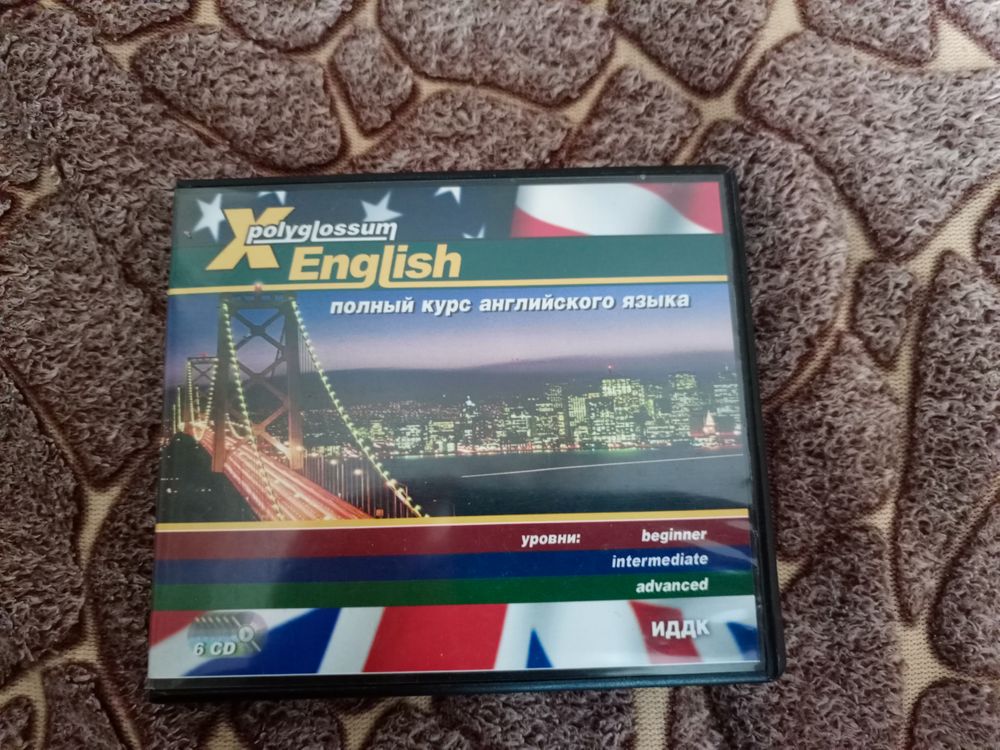 X polyglossum
English
полный курс английского языка
уровни: beginner
intermediate
advanced
6 CD
ИДДК